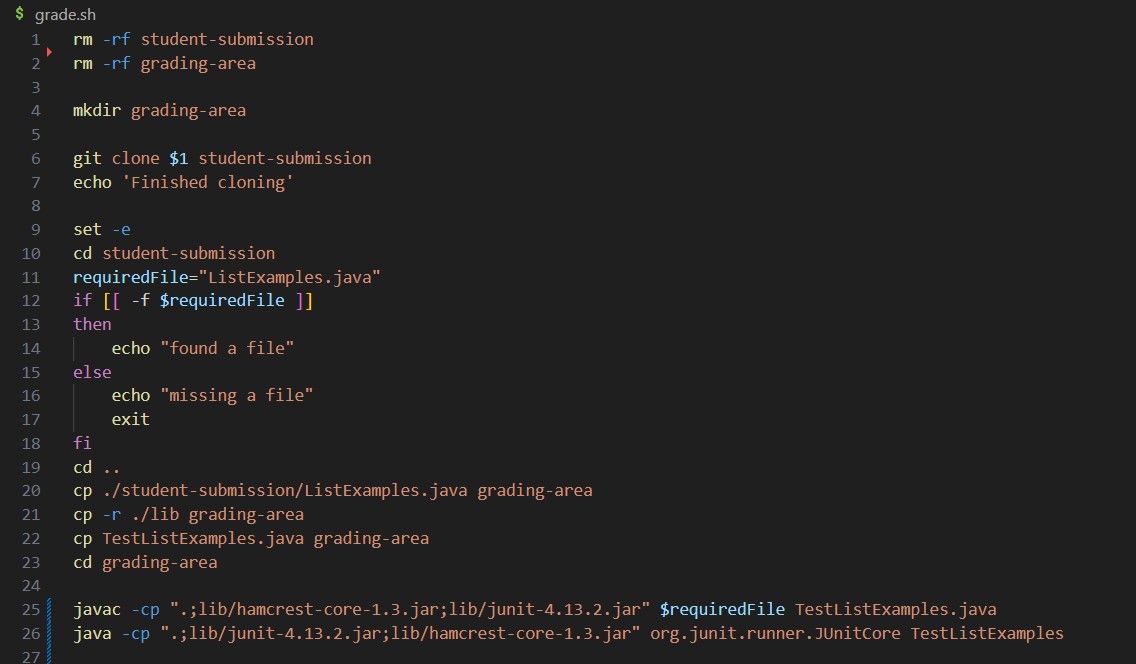 $ grade.sh
1 rm -rf student-submission
2 rm -rf grading-area
3
4 mkdir grading-area
5
6 git clone $1 student-submission
7 echo 'Finished cloning'
8
9 set -e
10 cd student-submission
11 requiredFile="ListExamples.java"
12 if [[ -f $requiredFile ]]
13 then
14     echo "found a file"
15 else
16     echo "missing a file"
17     exit
18 fi
19 cd ..
20 cp ./student-submission/ListExamples.java grading-area
21 cp -r ./lib grading-area
22 cp TestListExamples.java grading-area
23 cd grading-area
24
25 javac -cp ".;lib/hamcrest-core-1.3.jar;lib/junit-4.13.2.jar" $requiredFile TestListExamples.java
26 java -cp ".;lib/junit-4.13.2.jar;lib/hamcrest-core-1.3.jar" org.junit.runner.JUnitCore TestListExamples
27